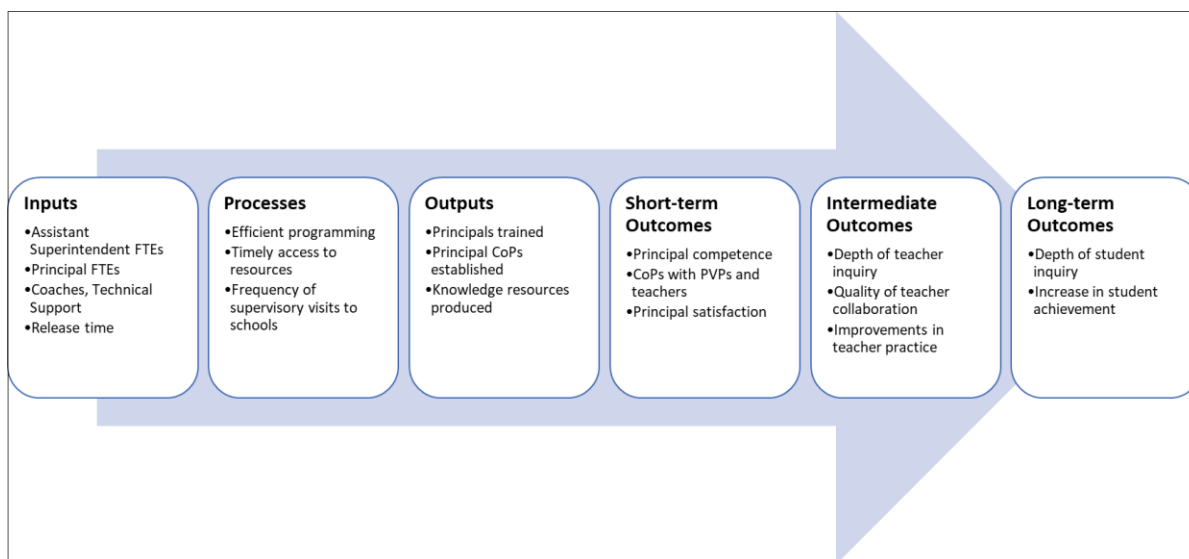 Inputs
•Assistant
Superintendent FTEs
•Principal FTEs
•Coaches, Technical
Support
•Release time
Processes
•Efficient programming
•Timely access to
resources
•Frequency of
supervisory visits to
schools
Outputs
•Principals trained
•Principal CoPs
established
•Knowledge resources
produced
Short-term
Outcomes
•Principal competence
•CoPs with PVPs and
teachers
•Principal satisfaction
Intermediate
Outcomes
•Depth of teacher
inquiry
•Quality of teacher
collaboration
•Improvements in
teacher practice
Long-term
Outcomes
•Depth of student
inquiry
•Increase in student
achievement